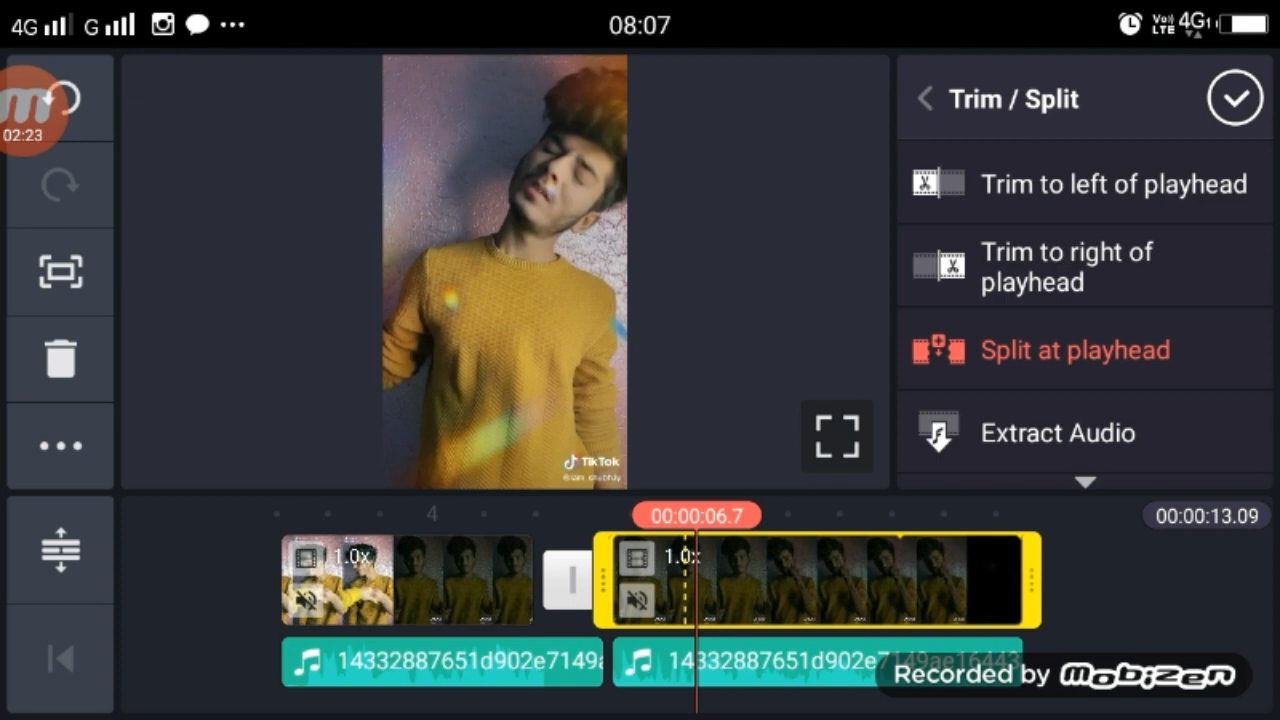 4G G 08:07 VoLTE 4G
02:23
Trim / Split
Trim to left of playhead
Trim to right of
playhead
Split at playhead
Extract Audio
TikTok
4 00:00:06.7 00:00:13.09
1.0x 1.0x
14332887651d902e7149a 14332887651d902e7149ae16443
Recorded by mobizen